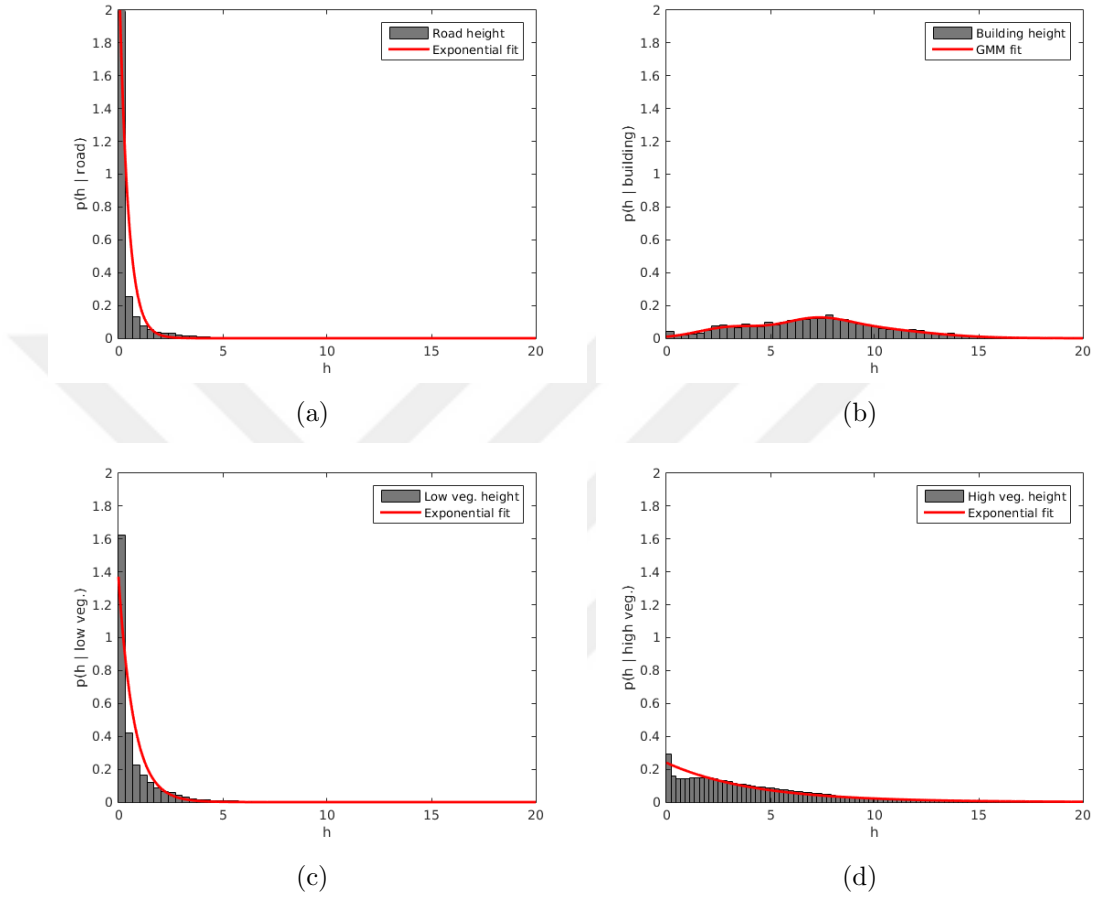 2
1.8
1.6
1.4
1.2
1
0.8
0.6
0.4
0.2
0
p(h | road)
Road height
Exponential fit
0 5 10 15 20
h
(a)
2
1.8
1.6
1.4
1.2
1
0.8
0.6
0.4
0.2
0
p(h | building)
Building height
GMM fit
0 5 10 15 20
h
(b)
2
1.8
1.6
1.4
1.2
1
0.8
0.6
0.4
0.2
0
p(h | low veg.)
Low veg. height
Exponential fit
0 5 10 15 20
h
(c)
2
1.8
1.6
1.4
1.2
1
0.8
0.6
0.4
0.2
0
p(h | high veg.)
High veg. height
Exponential fit
0 5 10 15 20
h
(d)